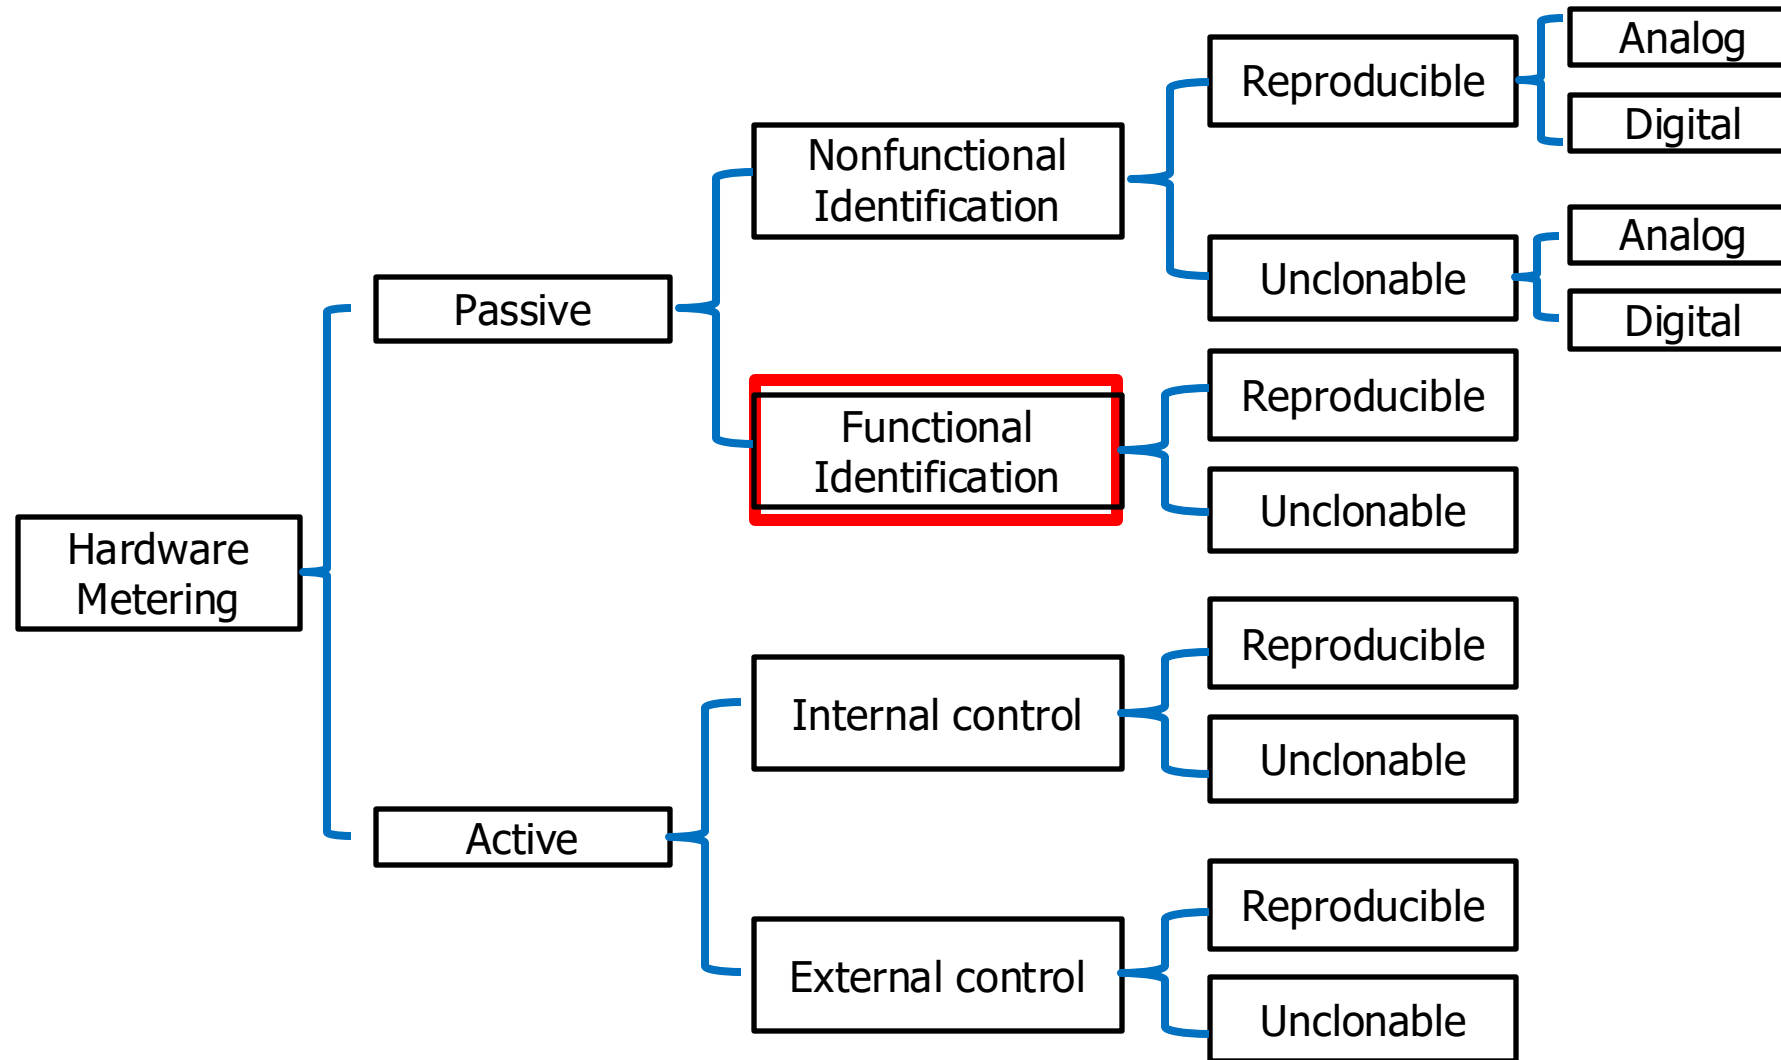 Hardware
Metering
Passive
Nonfunctional
Identification
Reproducible
Analog
Digital
Unclonable
Analog
Digital
Functional
Identification
Reproducible
Unclonable
Active
Internal control
Reproducible
Unclonable
External control
Reproducible
Unclonable